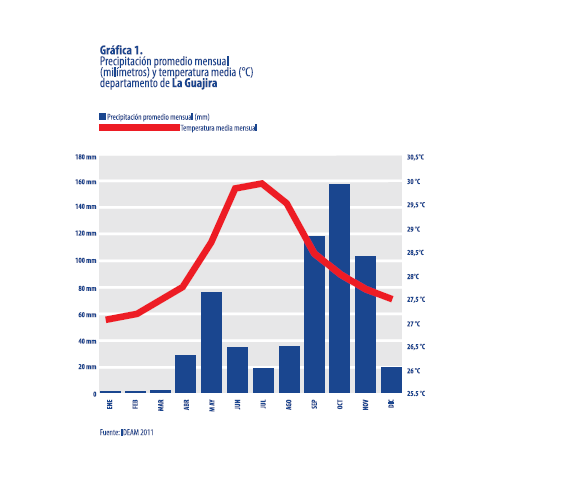 Gráfica 1.
Precipitación promedio mensual
(milímetros) y temperatura media (°C)
departamento de La Guajira
Precipitación promedio mensual (mm)
Temperatura media mensual
180 mm
160 mm
140 mm
120 mm
100 mm
80 mm
60 mm
40 mm
20 mm
0
30,5°C
30 °C
29,5 °C
29 °C
28,5°C
28°C
27,5°C
27 °C
26,5 °C
26 °C
25.5 °C
ENE FEB MAR ABR MAY JUN JUL AGO SEP OCT NOV DIC
Fuente: IDEAM 2011